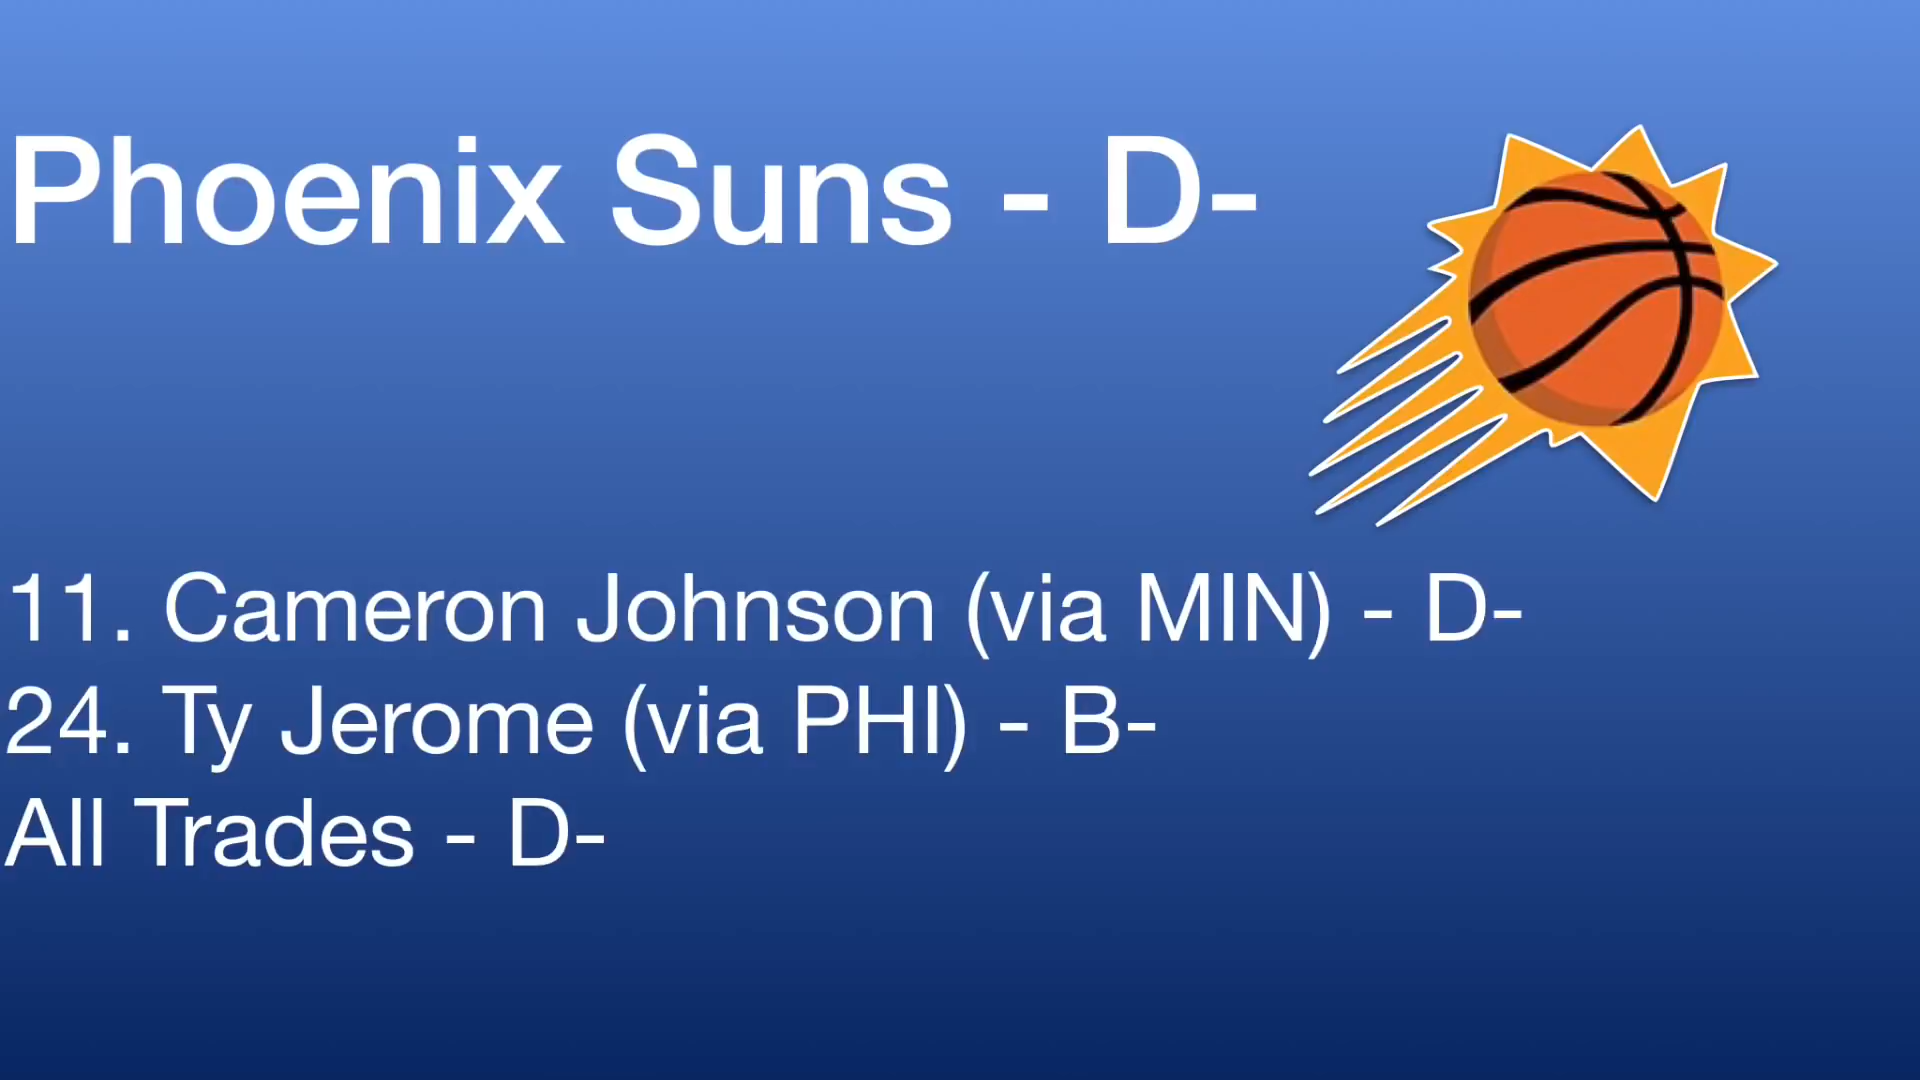 Phoenix Suns - D-
11. Cameron Johnson (via MIN) - D-
24. Ty Jerome (via PHI) - B-
All Trades - D-